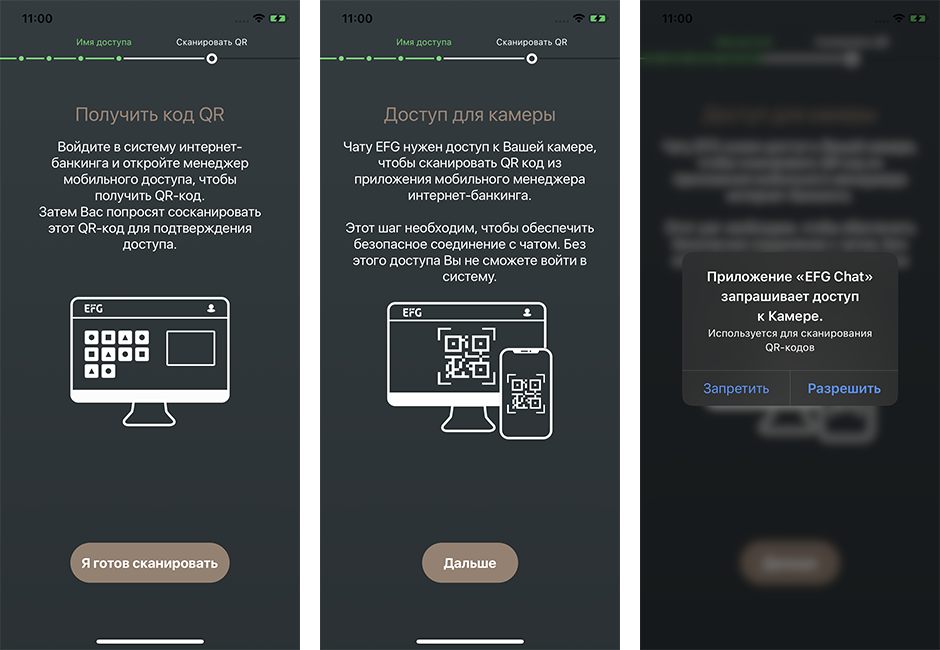 11:00
Имя доступа
Сканировать QR
Получить код QR
Войдите в систему интернет-
банкинга и откройте менеджер
мобильного доступа, чтобы
получить QR-код.
Затем Вас попросят сосканировать
этот QR-код для подтверждения
доступа.
EFG
Я готов сканировать
11:00
Имя доступа
Сканировать QR
Доступ для камеры
Чату EFG нужен доступ к Вашей камере,
чтобы сканировать QR код из
приложения мобильного менеджера
интернет-банкинга.
Этот шаг необходим, чтобы обеспечить
безопасное соединение с чатом. Без
этого доступа Вы не сможете войти в
систему.
EFG
Дальше
11:00
Доступ для камеры
Приложение «EFG Chat»
запрашивает доступ
к Камере.
Используется для сканирования
QR-кодов
Запретить
Разрешить